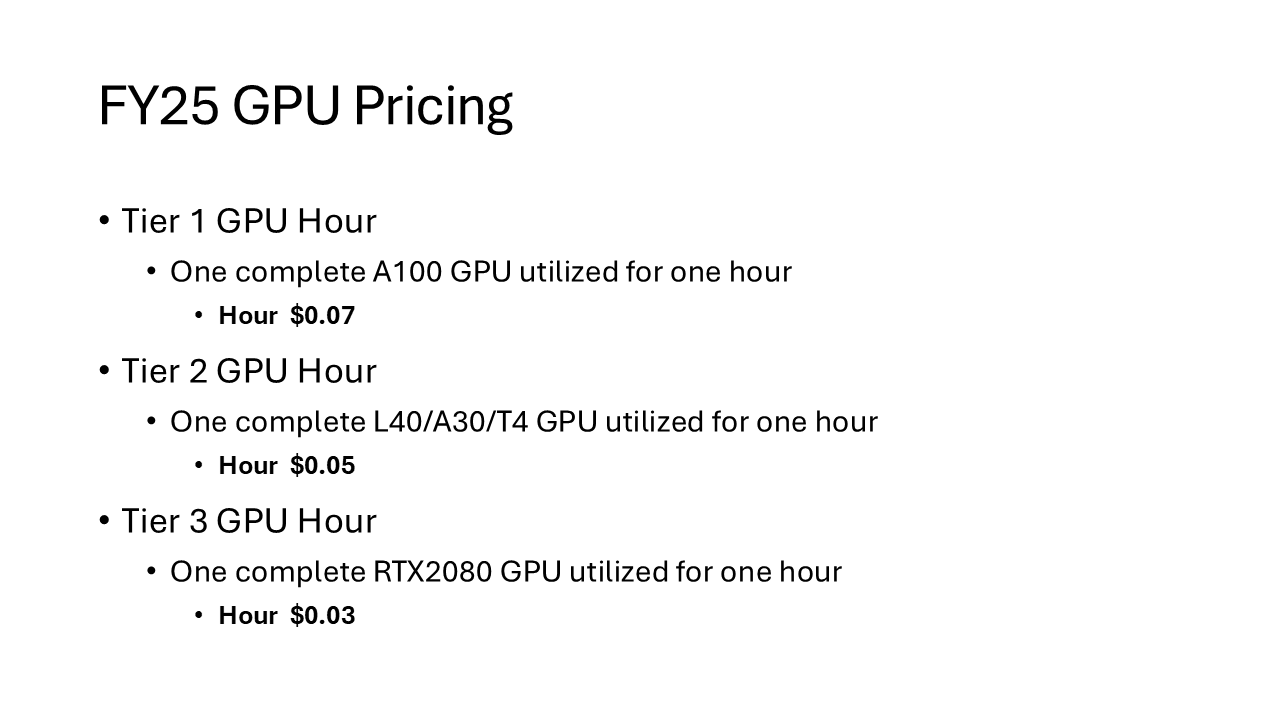 FY25 GPU Pricing
• Tier 1 GPU Hour
• One complete A100 GPU utilized for one hour
• Hour  $0.07
• Tier 2 GPU Hour
• One complete L40/A30/T4 GPU utilized for one hour
• Hour  $0.05
• Tier 3 GPU Hour
• One complete RTX2080 GPU utilized for one hour
• Hour  $0.03